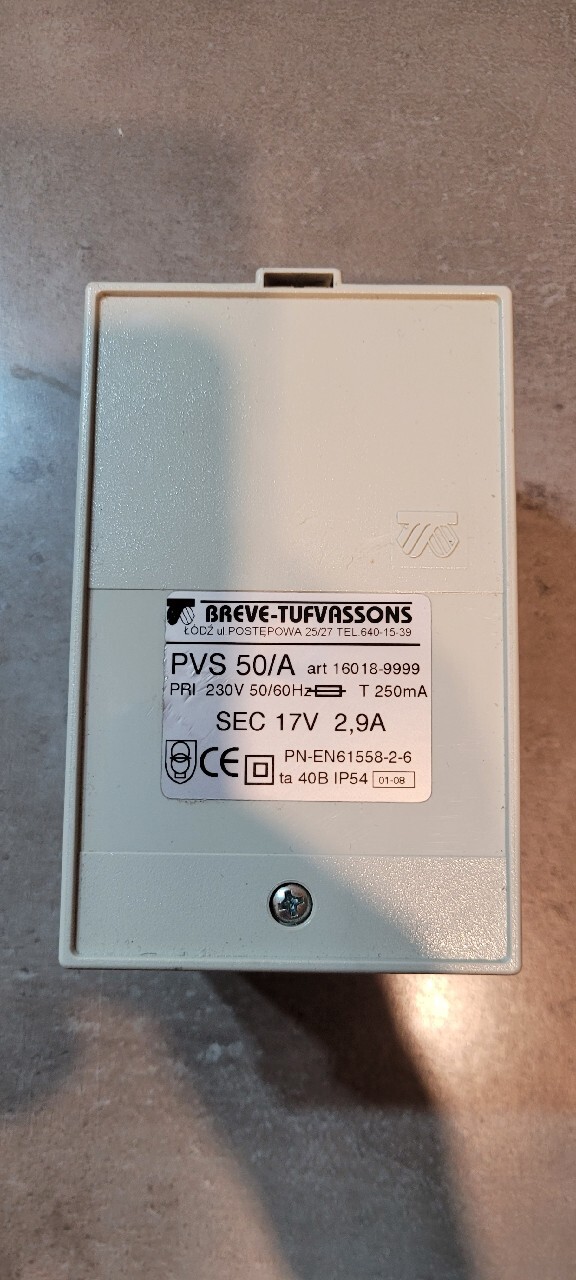 BREVE-TUFVASSONS
ŁÓDŹ ul POSTĘPOWA 25/27 TEL.640-15-39
PVS 50/A art 16018-9999
PRI 230V 50/60Hz T 250mA
SEC 17V 2,9A
CE PN-EN61558-2-6
ta 40B IP54 01-08